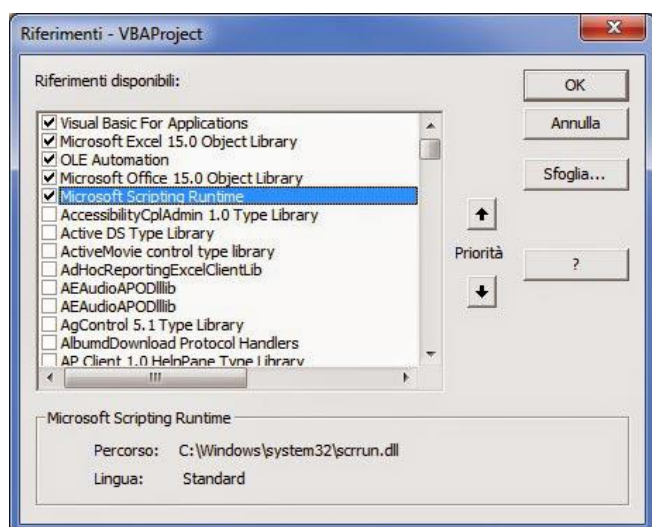 Riferimenti - VBAProject
Riferimenti disponibili:
OK
Annulla
Sfoglia...
Priorità
?
Visual Basic For Applications
Microsoft Excel 15.0 Object Library
OLE Automation
Microsoft Office 15.0 Object Library
Microsoft Scripting Runtime
AccessibilityCplAdmin 1.0 Type Library
Active DS Type Library
ActiveMovie control type library
AdHocReportingExcelClientLib
AEAudioAPODlllib
AEAudioAPODlllib
AgControl 5.1 Type Library
AlbumdDownload Protocol Handlers
AP Client 1.0 HelpPane Type Library
Microsoft Scripting Runtime
Percorso: C:\Windows\system32\scrrun.dll
Lingua: Standard